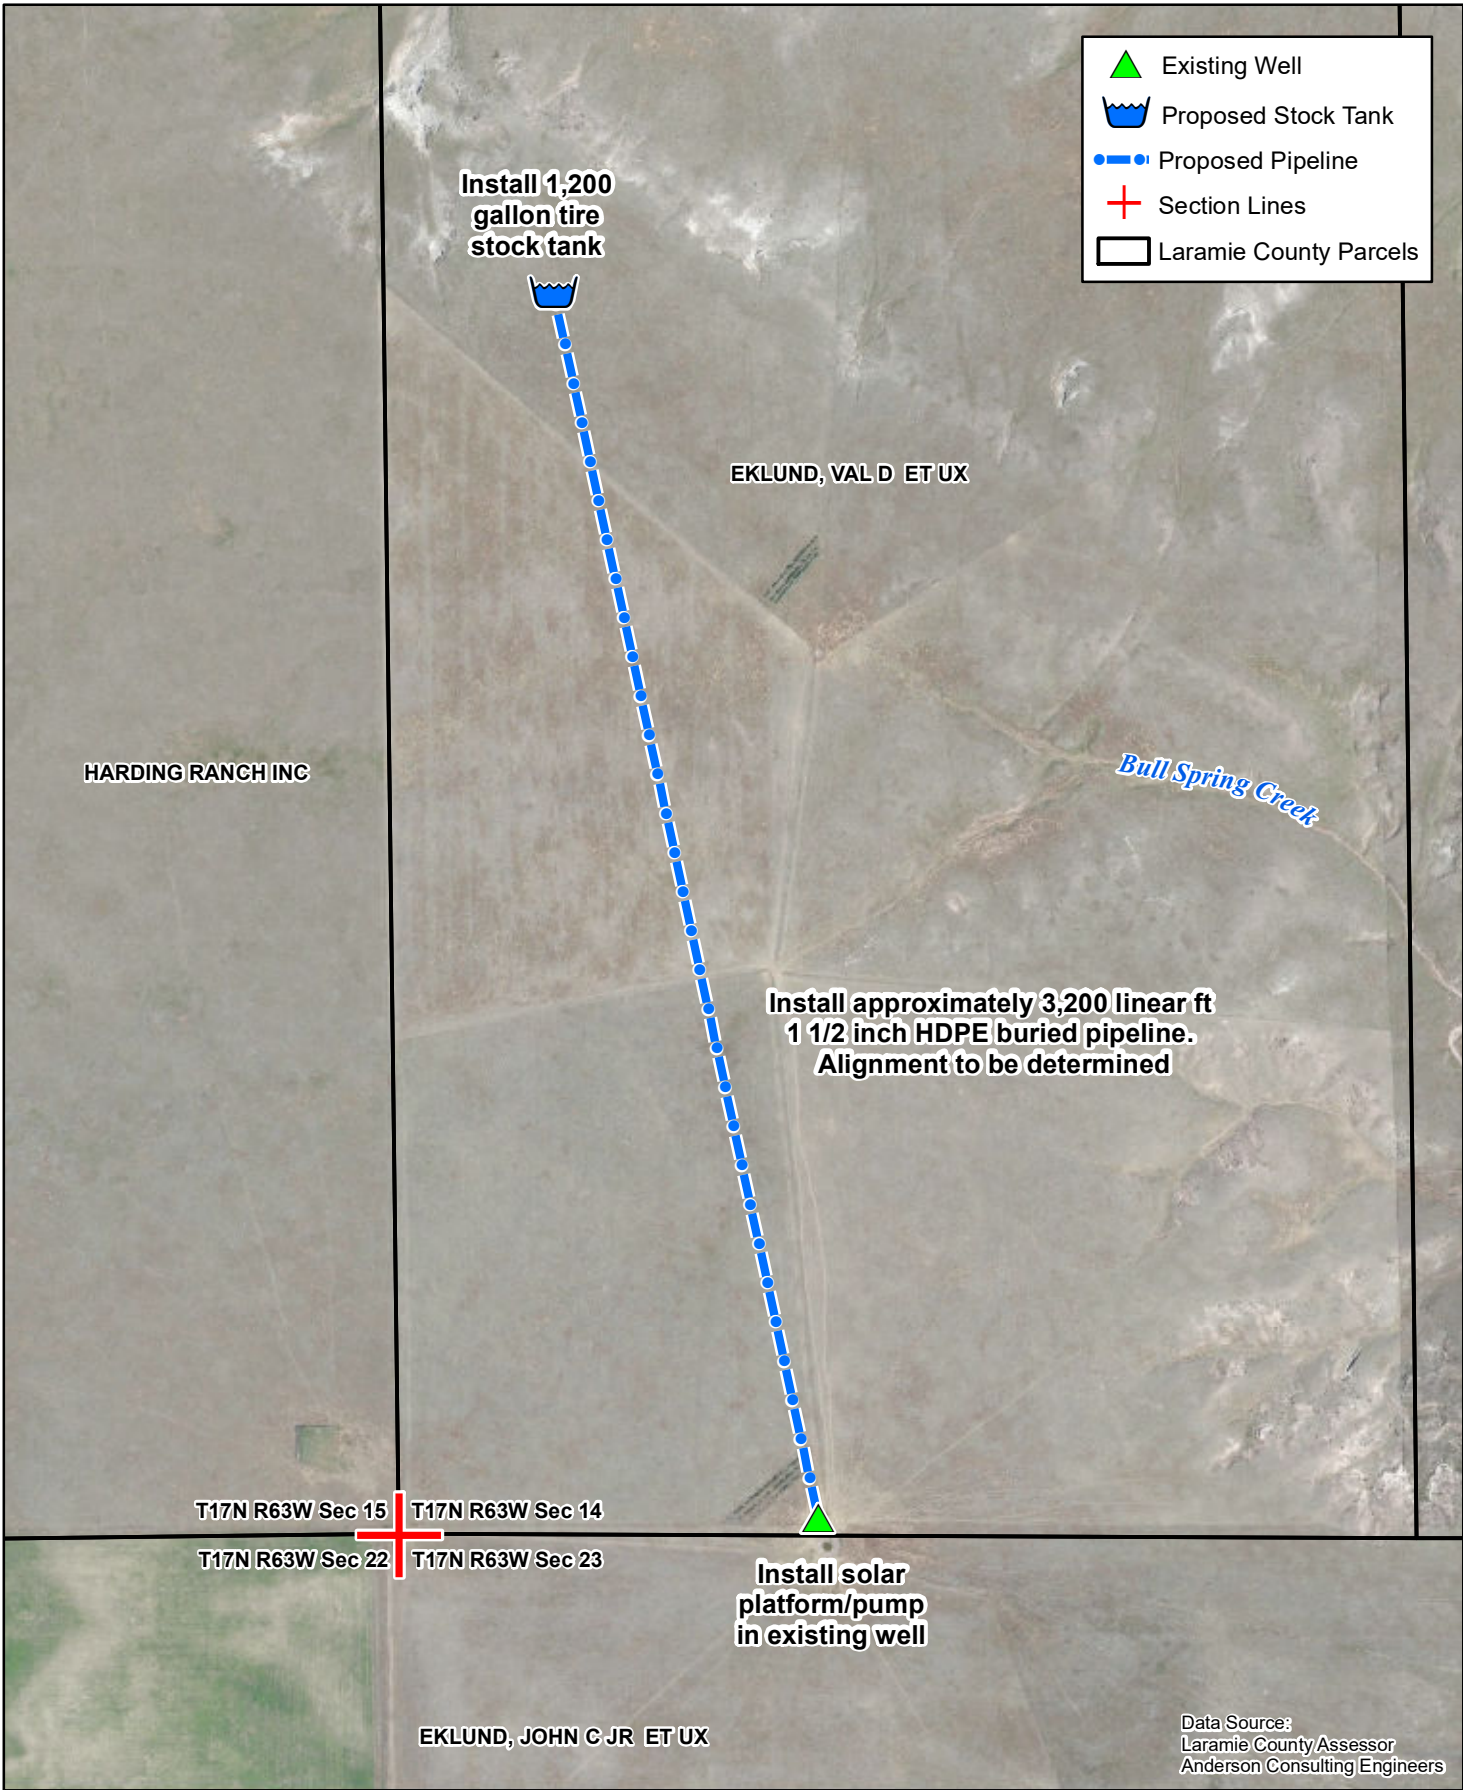 Existing Well
Proposed Stock Tank
Proposed Pipeline
Section Lines
Laramie County Parcels
Install 1,200
gallon tire
stock tank
EKLUND, VAL D ET UX
HARDING RANCH INC
Bull Spring Creek
Install approximately 3,200 linear ft
1 1/2 inch HDPE buried pipeline.
Alignment to be determined
T17N R63W Sec 15
T17N R63W Sec 14
T17N R63W Sec 22
T17N R63W Sec 23
Install solar
platform/pump
in existing well
EKLUND, JOHN C JR ET UX
Data Source:
Laramie County Assessor
Anderson Consulting Engineers